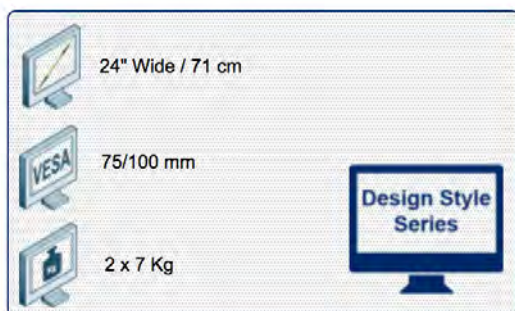 24" Wide / 71 cm
VESA
75/100 mm
2 x 7 Kg
Design Style
Series